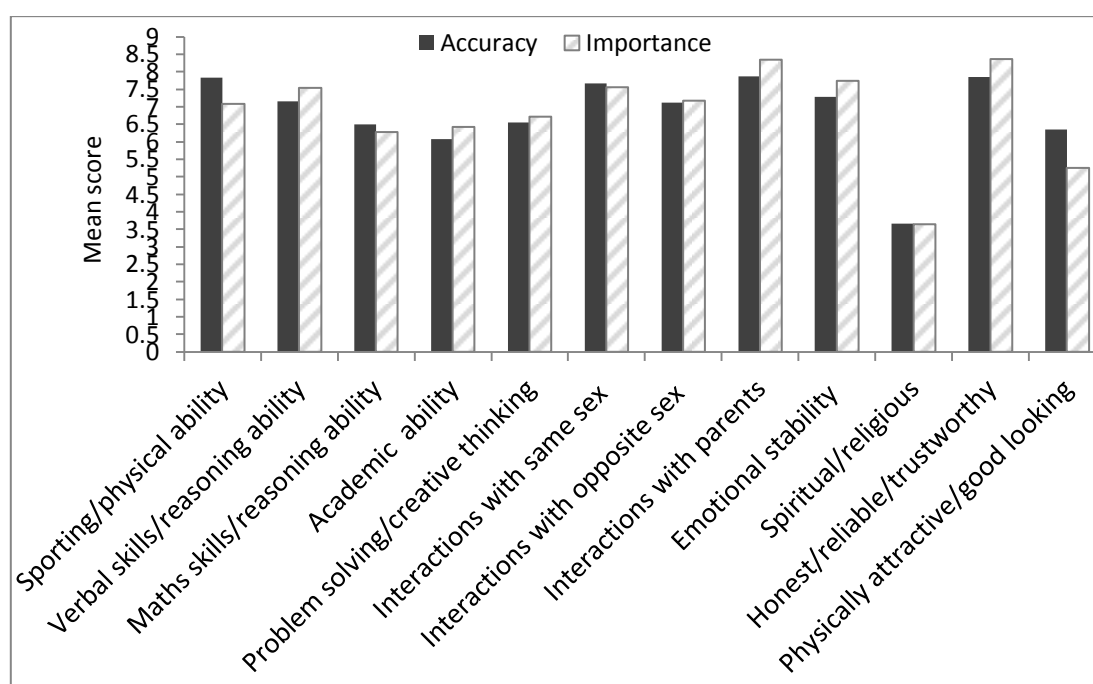 Accuracy Importance
Mean score
9
8.5
8
7.5
7
6.5
6
5.5
5
4.5
4
3.5
3
2.5
2
1.5
1
0.5
0
Sporting/physical ability
Verbal skills/reasoning ability
Maths skills/reasoning ability
Academic ability
Problem solving/creative thinking
Interactions with same sex
Interactions with opposite sex
Interactions with parents
Emotional stability
Spiritual/religious
Honest/reliable/trustworthy
Physically attractive/good looking